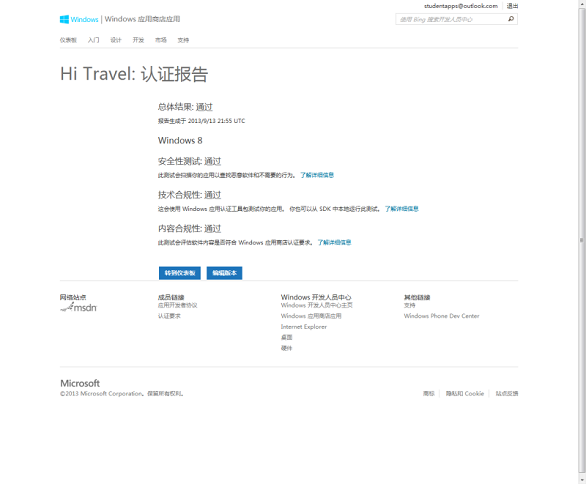 studentapps@outlook.com | 退出
Windows | Windows 应用商店应用
使用 Bing 搜索开发人员中心
仪表板 入门 设计 开发 市场 支持
Hi Travel: 认证报告
总体结果: 通过
报告生成于 2013/9/13 21:55 UTC
Windows 8
安全性测试: 通过
此测试会扫描你的应用以查找恶意软件和不需要的行为。 了解详细信息
技术合规性: 通过
这会使用 Windows 应用认证工具包测试你的应用。 你也可以从 SDK 中本地运行此测试。 了解详细信息
内容合规性: 通过
此测试会评估软件内容是否符合 Windows 应用商店认证要求。 了解详细信息
转到仪表板 编辑版本
网络站点 成品链接 Windows 开发人员中心 其他链接
msdn 应用开发者协议 Windows 开发人员中心主页 支持
认证要求 Windows 应用商店应用 Windows Phone Dev Center
Internet Explorer
桌面
硬件
Microsoft
©2013 Microsoft Corporation。保留所有权利。 商标 | 隐私和 Cookie | 站点反馈